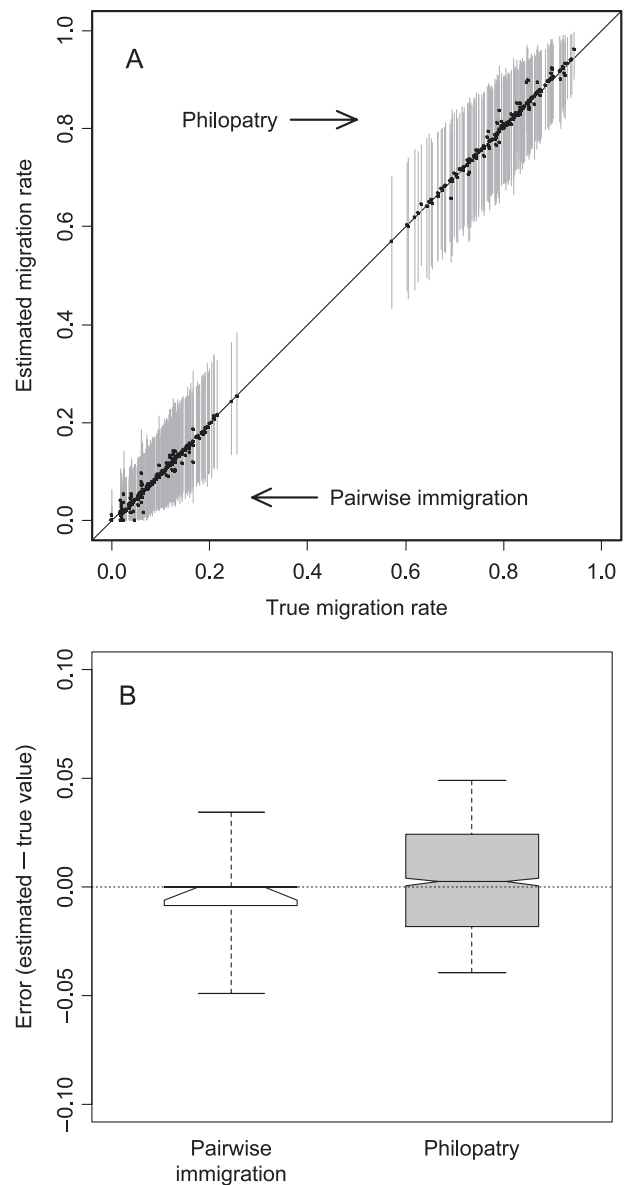 A
Philopatry
Pairwise immigration
Estimated migration rate
1.0
0.8
0.6
0.4
0.2
0.0
0.0 0.2 0.4 0.6 0.8 1.0
True migration rate
B
Error (estimated — true value)
0.10
0.05
0.00
−0.05
−0.10
Pairwise
immigration
Philopatry